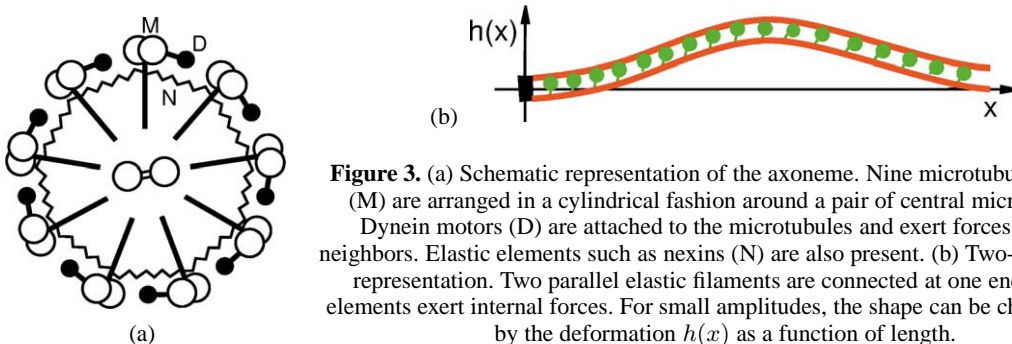 (a)
M
D
N
h(x)
x
(b)
Figure 3. (a) Schematic representation of the axoneme. Nine microtubu
(M) are arranged in a cylindrical fashion around a pair of central micro
Dynein motors (D) are attached to the microtubules and exert forces
neighbors. Elastic elements such as nexins (N) are also present. (b) Two-
representation. Two parallel elastic filaments are connected at one en
elements exert internal forces. For small amplitudes, the shape can be ch
by the deformation h(x) as a function of length.
(a)